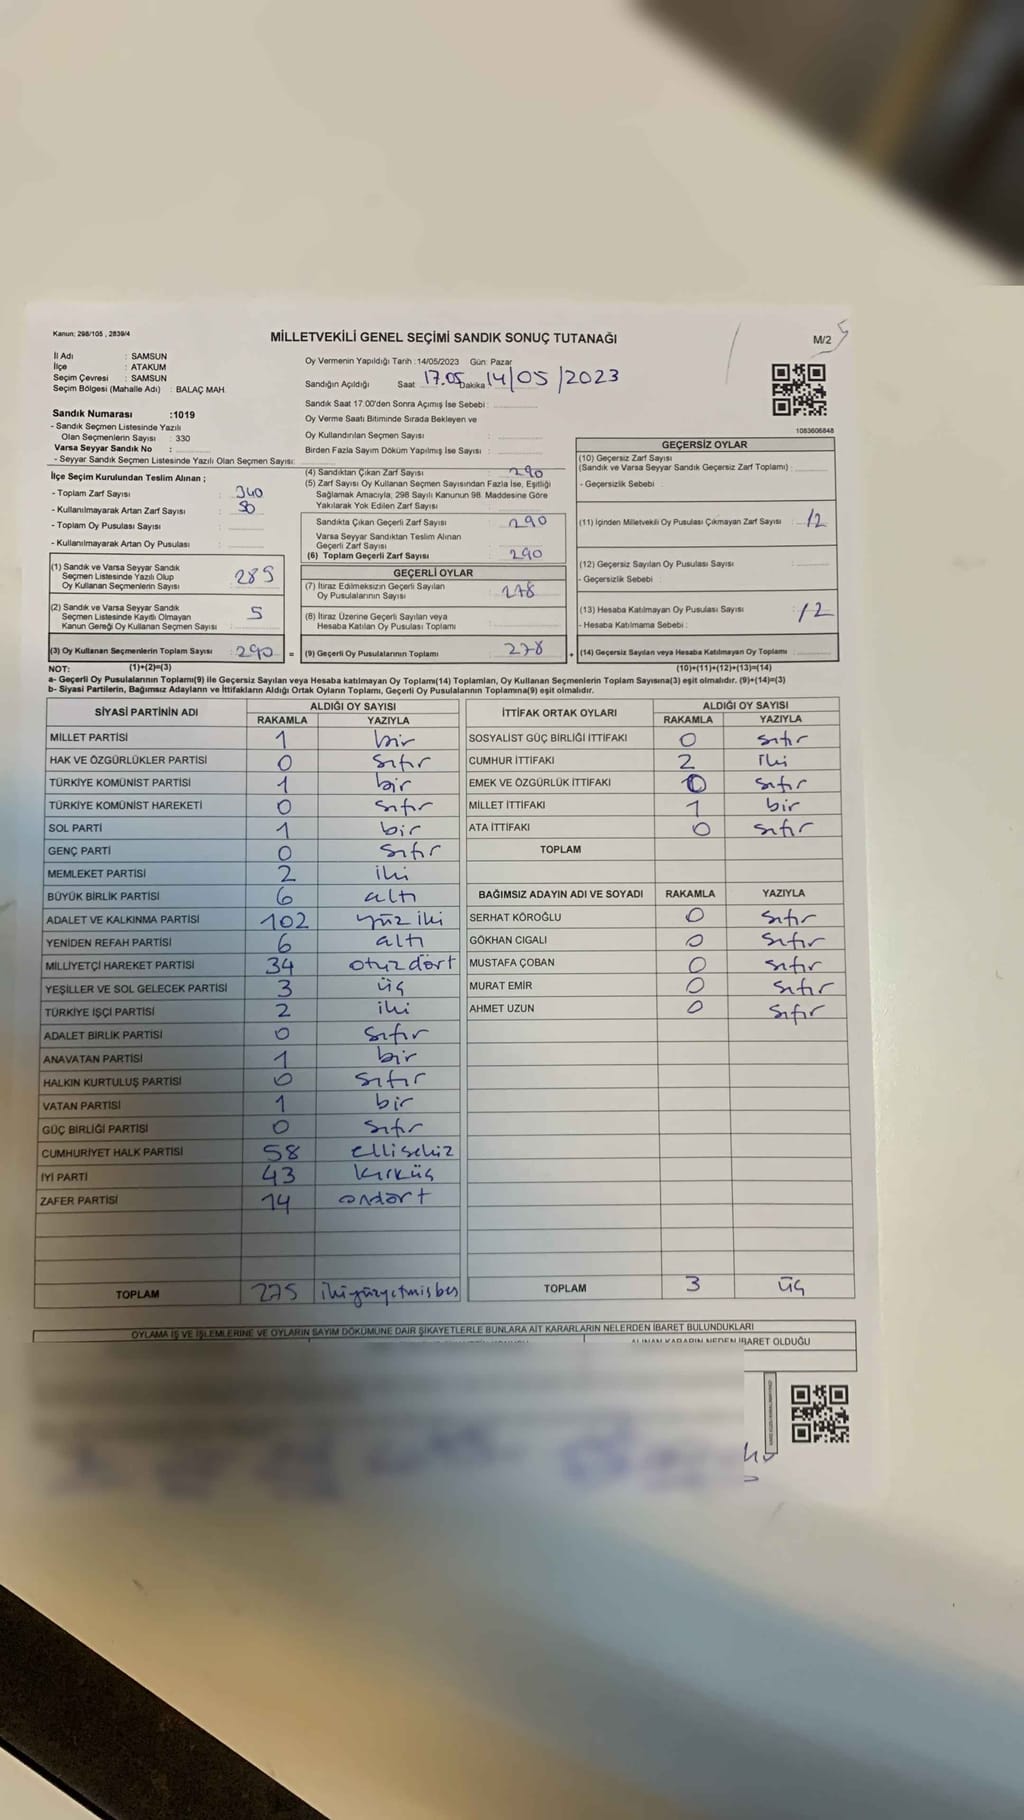 Kanun: 298/105 , 2839/4
MİLLETVEKİLİ GENEL SEÇİMİ SANDIK SONUÇ TUTANAĞI
M/2 5
İl Adı : SAMSUN
İlçe : ATAKUM
Seçim Çevresi : SAMSUN
Seçim Bölgesi (Mahalle Adı) : BALAÇ MAH.
Sandık Numarası :1019
- Sandık Seçmen Listesinde Yazılı
Olan Seçmenlerin Sayısı : 330
Varsa Seyyar Sandık No :
- Seyyar Sandık Seçmen Listesinde Yazılı Olan Seçmen Sayısı:
Oy Vermenin Yapıldığı Tarih :14/05/2023 Gün: Pazar
Sandığın Açıldığı Saat 17.05 Dakika 14/05/2023
Sandık Saat 17.00'den Sonra Açımış İse Sebebi :
Oy Verme Saati Bitiminde Sırada Bekleyen ve
Oy Kullandırılan Seçmen Sayısı :
Birden Fazla Sayım Döküm Yapılmış İse Sayısı :
1083606848
İlçe Seçim Kurulundan Teslim Alınan ;
- Toplam Zarf Sayısı : 340
- Kullanılmayarak Artan Zarf Sayısı : 50
- Toplam Oy Pusulası Sayısı :
- Kullanılmayarak Artan Oy Pusulası :
(1) Sandık ve Varsa Seyyar Sandık
Seçmen Listesinde Yazılı Olup
Oy Kullanan Seçmenlerin Sayısı 285
(2) Sandık ve Varsa Seyyar Sandık
Seçmen Listesinde Kayıtlı Olmayan
Kanun Gereği Oy Kullanan Seçmen Sayısı 5
(3) Oy Kullanan Seçmenlerin Toplam Sayısı : 290 =
(4) Sandıktan Çıkan Zarf Sayısı : 290
(5) Zarf Sayısı Oy Kullanan Seçmen Sayısından Fazla İse, Eşitliği
Sağlamak Amacıyla, 298 Sayılı Kanunun 98. Maddesine Göre
Yakılarak Yok Edilen Zarf Sayısı :
Sandıkta Çıkan Geçerli Zarf Sayısı : 290
Varsa Seyyar Sandıktan Teslim Alınan
Geçerli Zarf Sayısı
(6) Toplam Geçerli Zarf Sayısı : 290
GEÇERLİ OYLAR
(7) İtiraz Edilmeksizin Geçerli Sayılan
Oy Pusulalarının Sayısı : 278
(8) İtiraz Üzerine Geçerli Sayılan veya
Hesaba Katılan Oy Pusulası Toplamı :
(9) Geçerli Oy Pusulalarının Toplamı : 278 +
GEÇERSİZ OYLAR
(10) Geçersiz Zarf Sayısı
(Sandık ve Varsa Seyyar Sandık Geçersiz Zarf Toplamı) :
- Geçersizlik Sebebi :
(11) İçinden Milletvekili Oy Pusulası Çıkmayan Zarf Sayısı : 12
(12) Geçersiz Sayılan Oy Pusulası Sayısı :
- Geçersizlik Sebebi :
(13) Hesaba Katılmayan Oy Pusulası Sayısı : 12
- Hesaba Katılmama Sebebi :
(14) Geçersiz Sayılan veya Hesaba Katılmayan Oy Toplamı :
NOT: (1)+(2)=(3) (10)+(11)+(12)+(13)=(14)
a- Geçerli Oy Pusulalarının Toplamı(9) ile Geçersiz Sayılan veya Hesaba katılmayan Oy Toplamı(14) Toplamları, Oy Kullanan Seçmenlerin Toplam Sayısına(3) eşit olmalıdır. (9)+(14)=(3)
b- Siyasi Partilerin, Bağımsız Adayların ve İttifakların Aldığı Ortak Oyların Toplamı, Geçerli Oy Pusulalarının Toplamına(9) eşit olmalıdır.
SİYASİ PARTİNİN ADI ALDIĞI OY SAYISI
RAKAMLA YAZIYLA
MİLLET PARTİSİ 1 bir
HAK VE ÖZGÜRLÜKLER PARTİSİ 0 sıfır
TÜRKİYE KOMÜNİST PARTİSİ 1 bir
TÜRKİYE KOMÜNİST HAREKETİ 0 sıfır
SOL PARTİ 1 bir
GENÇ PARTİ 0 sıfır
MEMLEKET PARTİSİ 2 iki
BÜYÜK BİRLİK PARTİSİ 6 altı
ADALET VE KALKINMA PARTİSİ 102 yüz iki
YENİDEN REFAH PARTİSİ 6 altı
MİLLİYETÇİ HAREKET PARTİSİ 34 otuz dört
YEŞİLLER VE SOL GELECEK PARTİSİ 3 üç
TÜRKİYE İŞÇİ PARTİSİ 2 iki
ADALET BİRLİK PARTİSİ 0 sıfır
ANAVATAN PARTİSİ 1 bir
HALKIN KURTULUŞ PARTİSİ 0 sıfır
VATAN PARTİSİ 1 bir
GÜÇ BİRLİĞİ PARTİSİ 0 sıfır
CUMHURİYET HALK PARTİSİ 58 ellisekiz
İYİ PARTİ 43 kırküç
ZAFER PARTİSİ 14 ondört
TOPLAM 275 ikiyüzyetmişbeş
İTTİFAK ORTAK OYLARI ALDIĞI OY SAYISI
RAKAMLA YAZIYLA
SOSYALİST GÜÇ BİRLİĞİ İTTİFAKI 0 sıfır
CUMHUR İTTİFAKI 2 iki
EMEK VE ÖZGÜRLÜK İTTİFAKI 0 sıfır
MİLLET İTTİFAKI 1 bir
ATA İTTİFAKI 0 sıfır
TOPLAM
BAĞIMSIZ ADAYIN ADI VE SOYADI RAKAMLA YAZIYLA
SERHAT KÖROĞLU 0 sıfır
GÖKHAN CIGALI 0 sıfır
MUSTAFA ÇOBAN 0 sıfır
MURAT EMİR 0 sıfır
AHMET UZUN 0 sıfır
TOPLAM 3 üç
OYLAMA İŞ VE İŞLEMLERİNE VE OYLARIN SAYIM DÖKÜMÜNE DAİR ŞİKAYETLERLE BUNLARA AİT KARARLARIN NELERDEN İBARET BULUNDUKLARI
ALINAN KARARIN NEDEN İBARET OLDUĞU